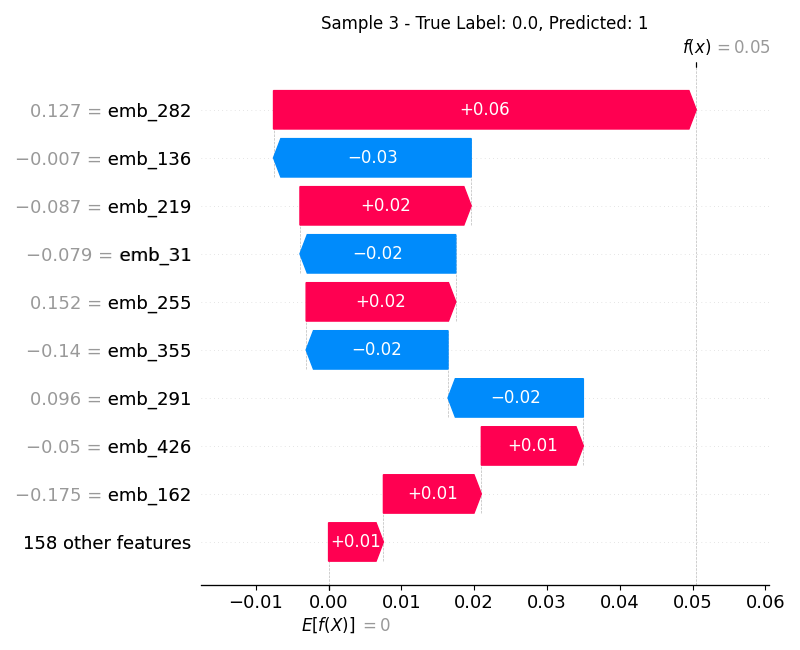 Sample 3 - True Label: 0.0, Predicted: 1
f(x) = 0.05
0.127 = emb_282
+0.06
−0.007 = emb_136
−0.03
−0.087 = emb_219
+0.02
−0.079 = emb_31
−0.02
0.152 = emb_255
+0.02
−0.14 = emb_355
−0.02
0.096 = emb_291
−0.02
−0.05 = emb_426
+0.01
−0.175 = emb_162
+0.01
158 other features
+0.01
−0.01 0.00 0.01 0.02 0.03 0.04 0.05 0.06
E[f(X)] = 0